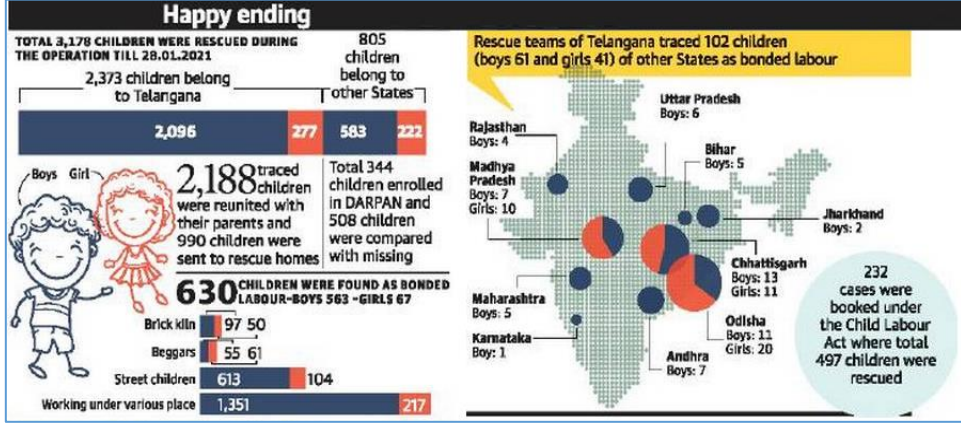 Happy ending
TOTAL 3,178 CHILDREN WERE RESCUED DURING
THE OPERATION TILL 28.01.2021
2,373 children belong
to Telangana
805
children
belong to
other States
2,096
277
583
222
Boys Girl
2,188 traced
children
were reunited with
their parents and
990 children were
sent to rescue homes
Total 344
children enrolled
in DARPAN and
508 children
were compared
with missing
630 CHILDREN WERE FOUND AS BONDED
LABOUR-BOYS 563 -GIRLS 67
Brick kiln 97 50
Beggars 55 61
Street children 613 104
Working under various place 1,351 217
Rescue teams of Telangana traced 102 children
(boys 61 and girls 41) of other States as bonded labour
Uttar Pradesh
Boys: 6
Rajasthan
Boys: 4
Bihar
Boys: 5
Madhya
Pradesh
Boys: 7
Girls: 10
Jharkhand
Boys: 2
Chhattisgarh
Boys: 13
Girls: 11
Maharashtra
Boys: 5
Odisha
Boys: 11
Girls: 20
Karnataka
Boy: 1
Andhra
Boys: 7
232
cases were
booked under
the Child Labour
Act where total
497 children were
rescued